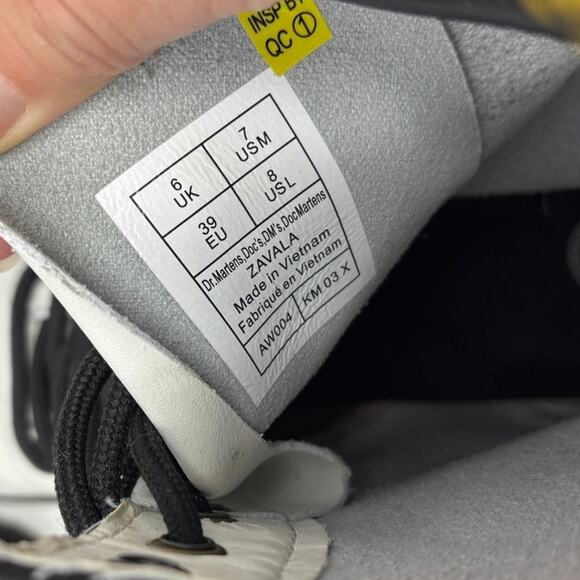 INSP BY
QC 1
6
UK
7
USM
39
EU
8
USL
Dr.Martens,Doc's,DM's,DocMartens
ZAVALA
Made in Vietnam
Fabriqué en Vietnam
AW004
KM 03 X